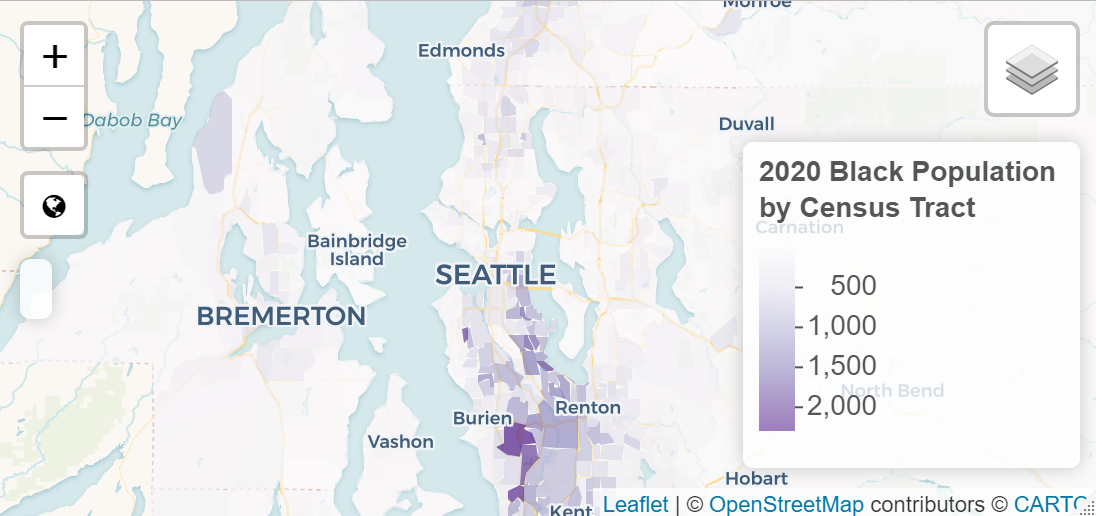 Monroe
+
Edmonds
−
Dabob Bay
Duvall
2020 Black Population
by Census Tract
Carnation
Bainbridge
Island
SEATTLE
500
BREMERTON
1,000
1,500
North Bend
2,000
Burien
Renton
Vashon
Hobart
Kent
Leaflet | © OpenStreetMap contributors © CARTO